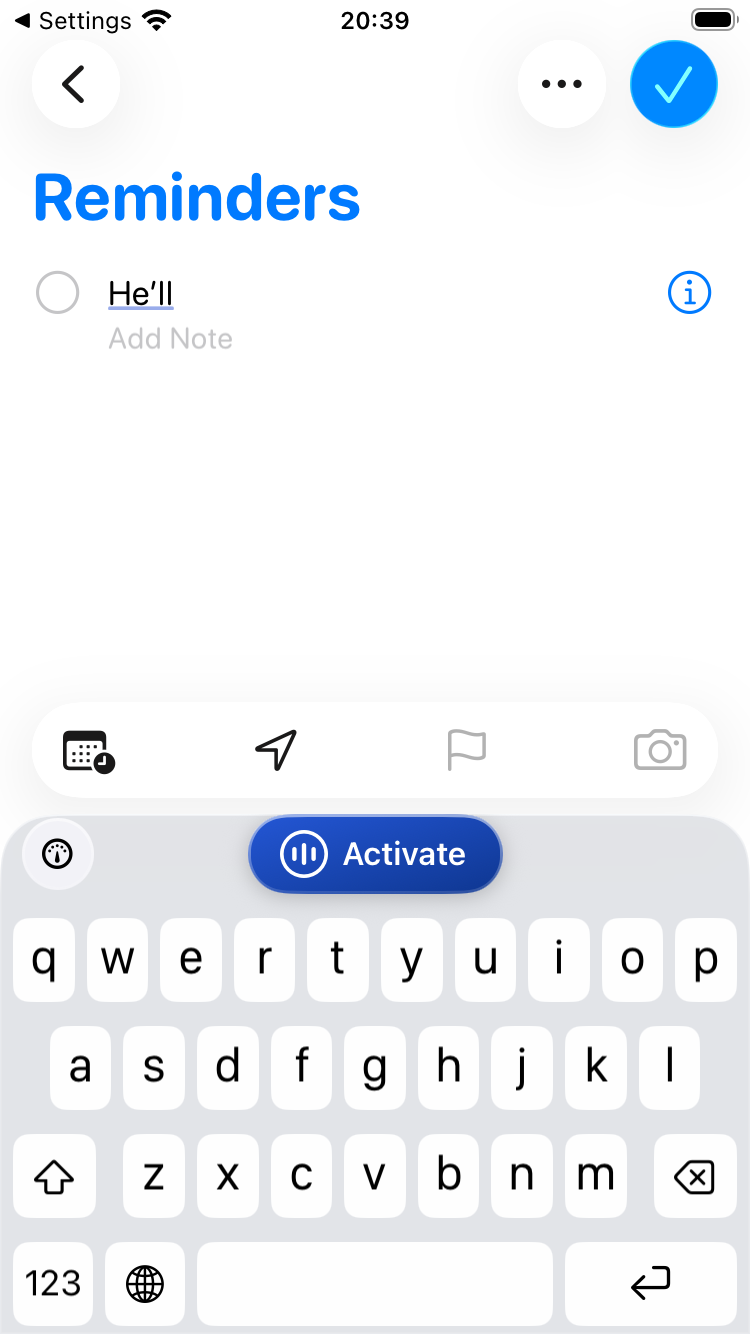 Settings 20:39
Reminders
He’ll
Add Note
Activate
q w e r t y u i o p
a s d f g h j k l
z x c v b n m
123